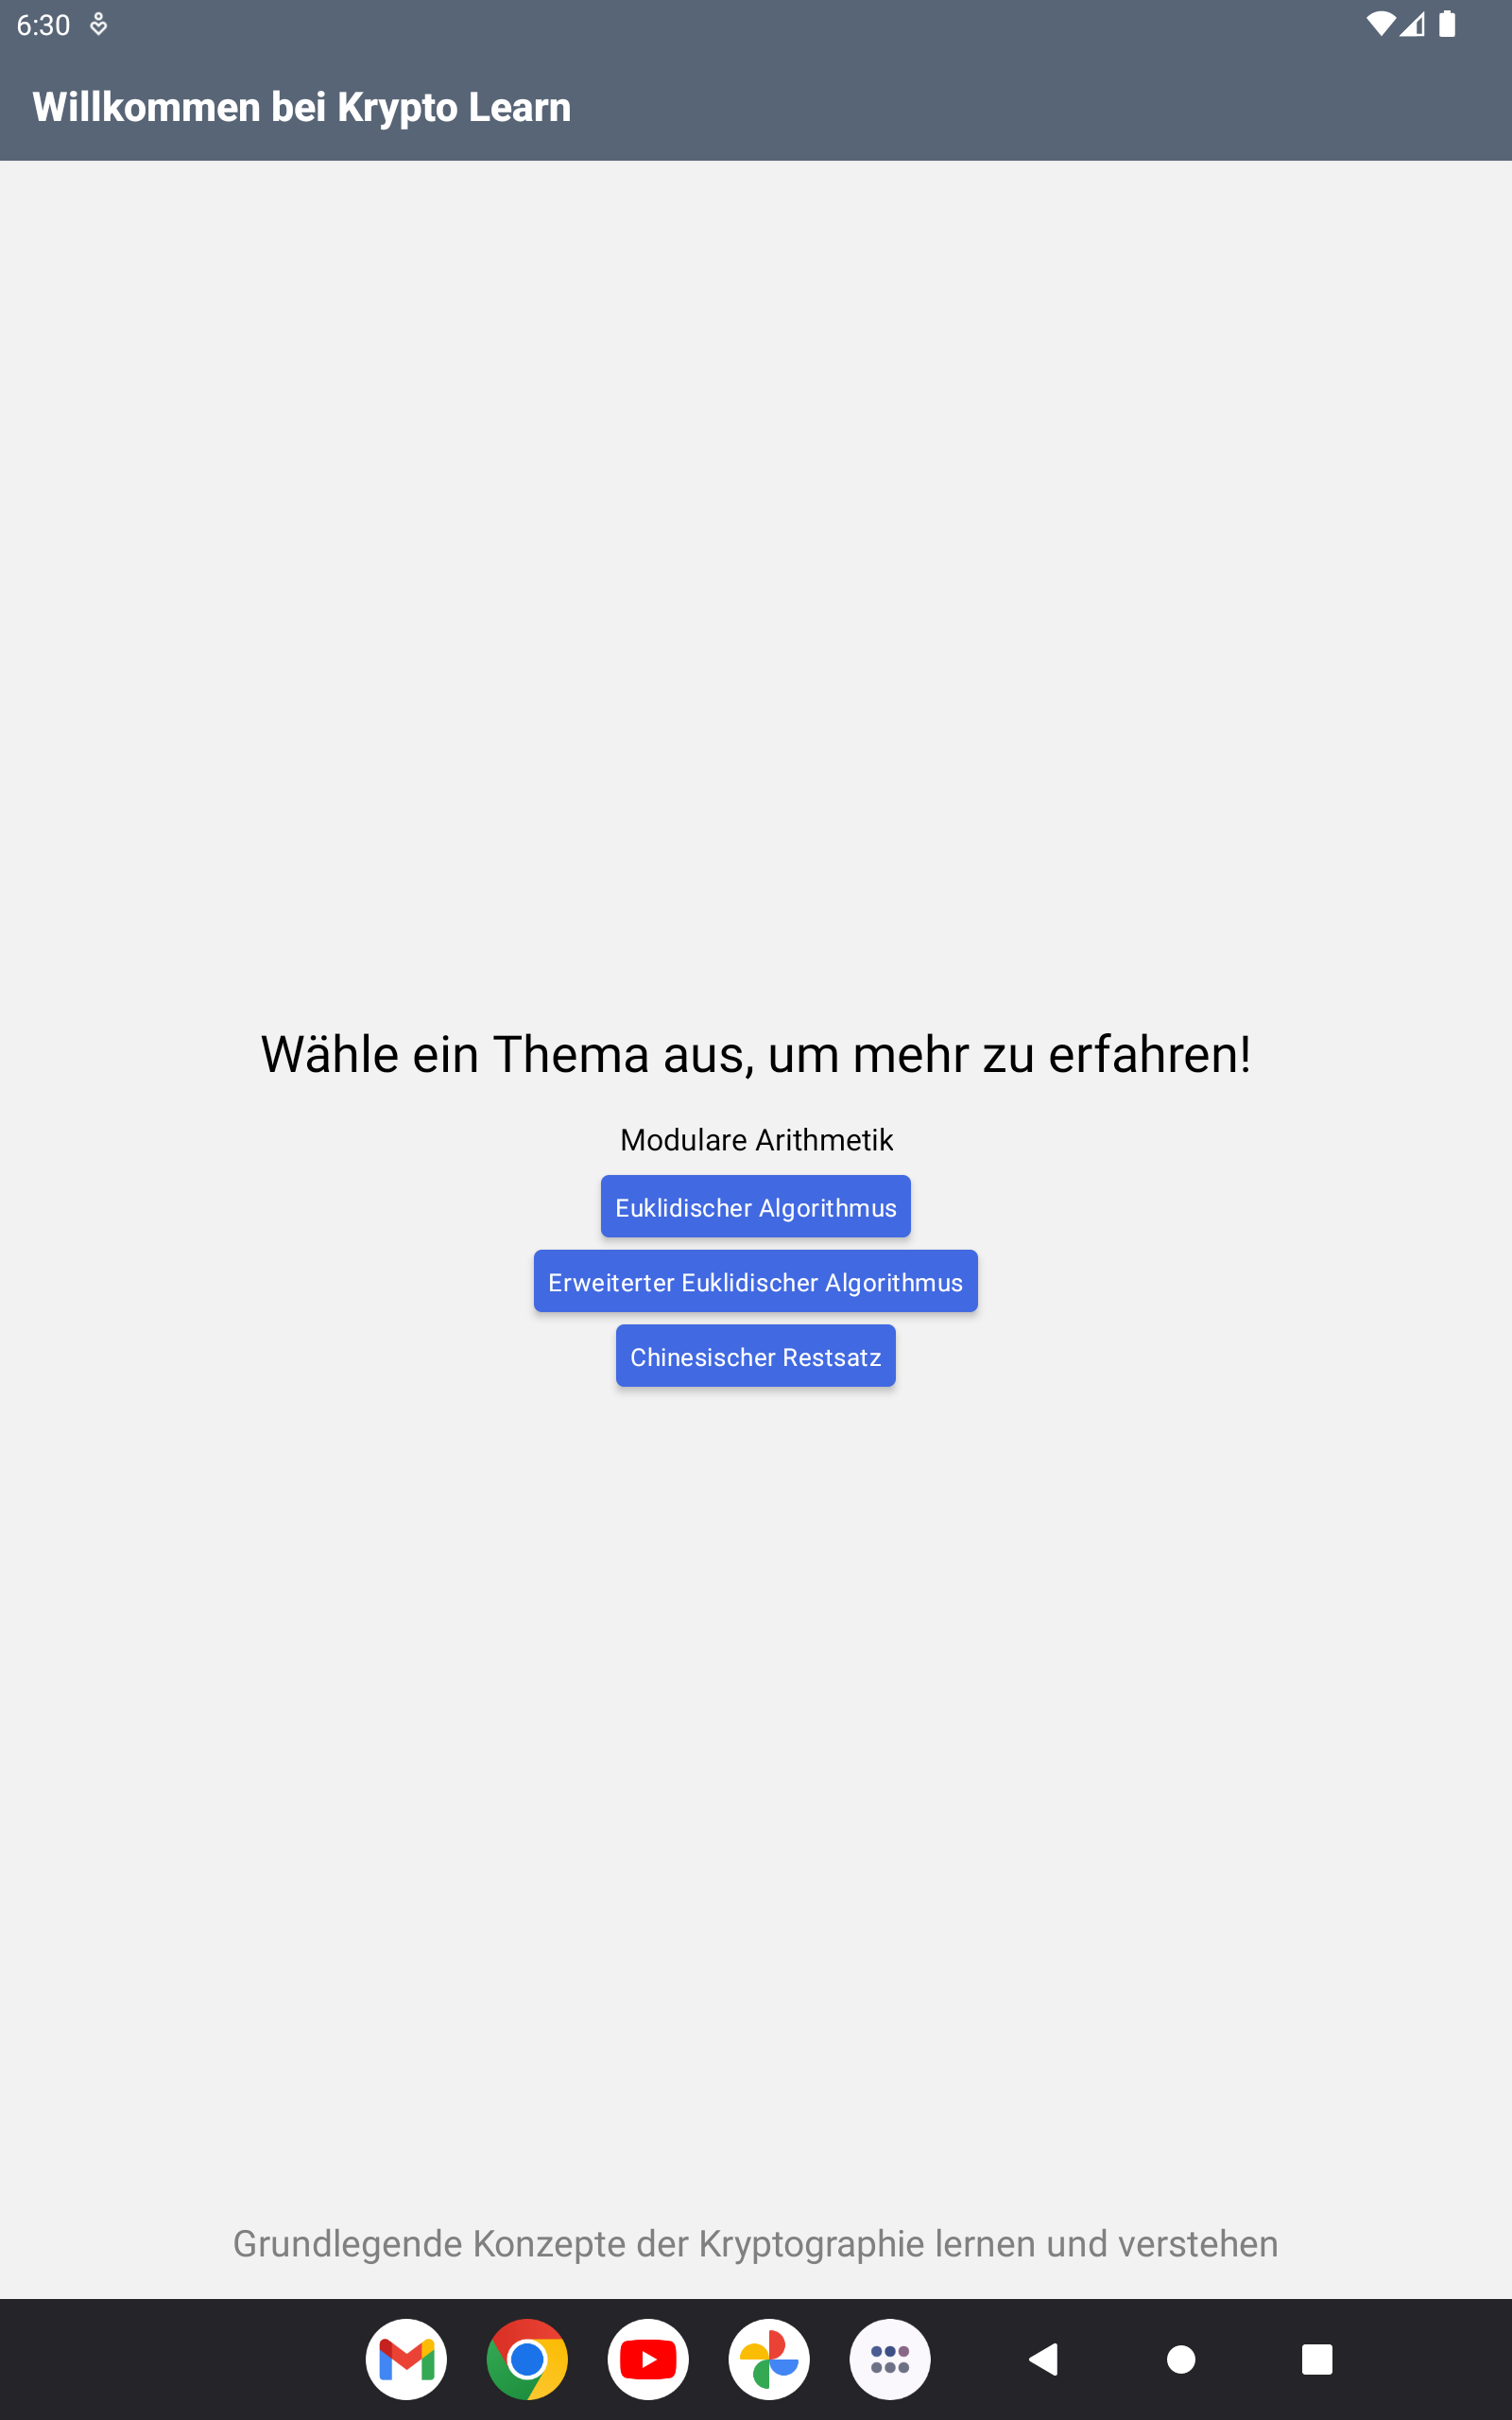 6:30
Willkommen bei Krypto Learn
Wähle ein Thema aus, um mehr zu erfahren!
Modulare Arithmetik
Euklidischer Algorithmus
Erweiterter Euklidischer Algorithmus
Chinesischer Restsatz
Grundlegende Konzepte der Kryptographie lernen und verstehen